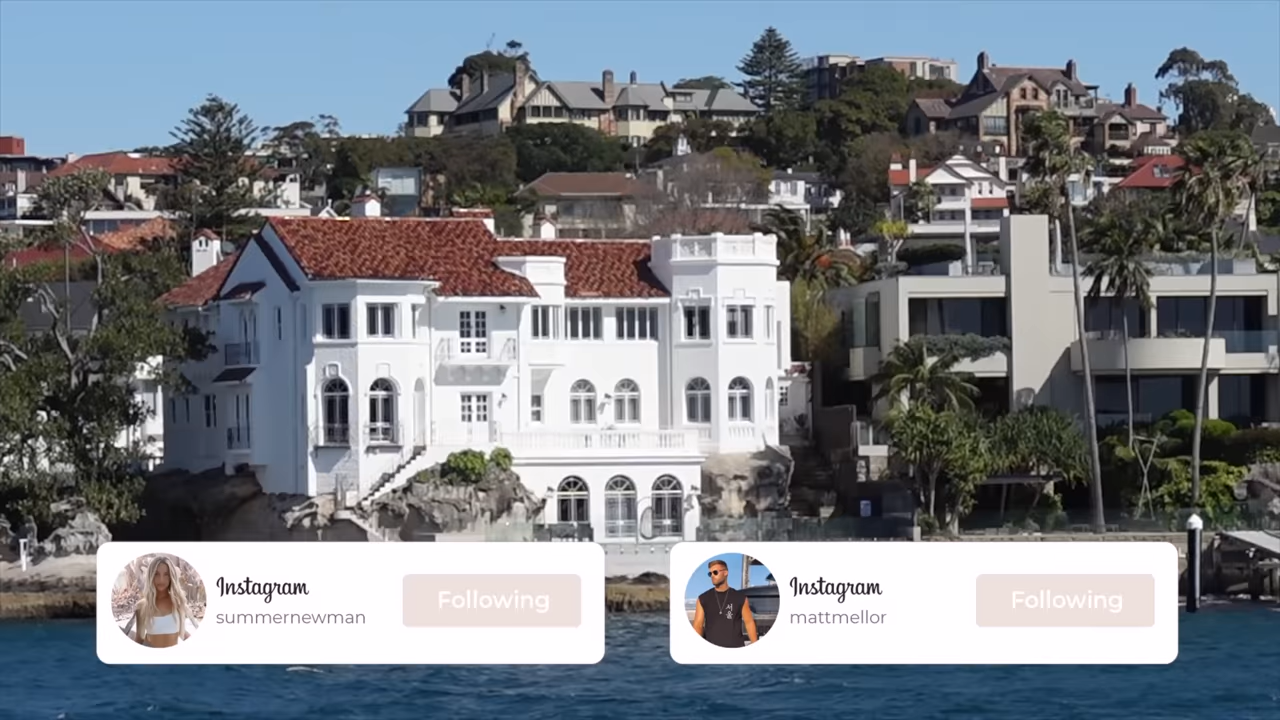 Instagram
summernewman
Following
Instagram
mattmellor
Following